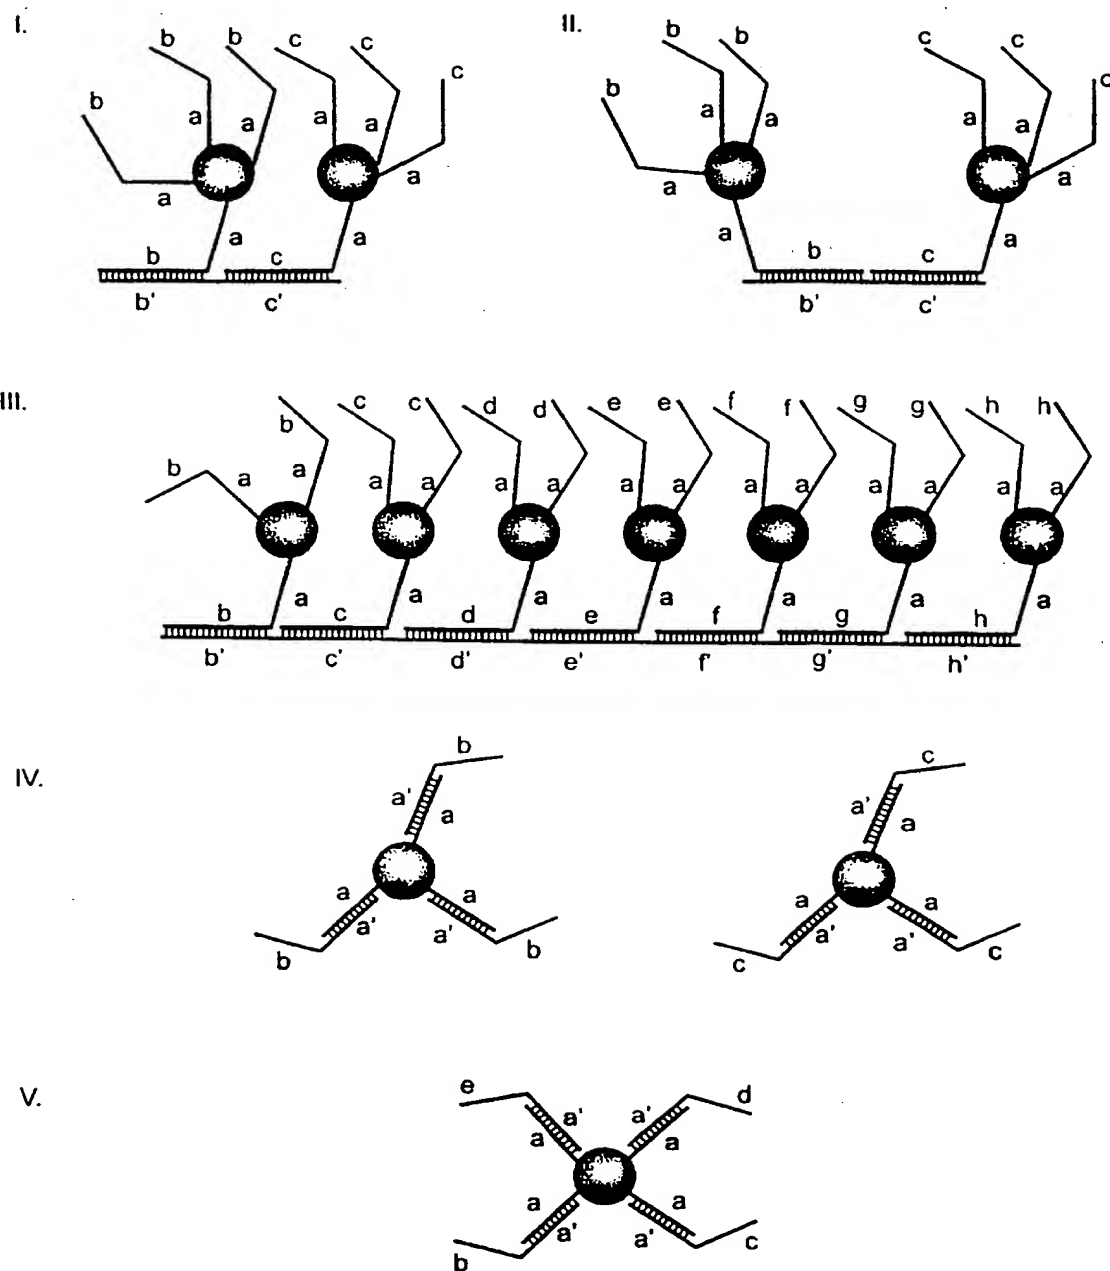 I.
b b c c c
b
a a a a
a a
a a
b c
b' c'
II.
b b c c c
b
a a a a
a a
a a
b c
b' c'
III.
b c c d d e e f f g g h h
b a a a a a a a a a a a a a a
a a a a a a a
b c d e f g h
b' c' d' e' f' g' h'
IV.
b c
a' a a' a
a a a a
a' a' a' a'
b b c c
V.
e d
a' a'
a a
a a
a' a'
b c